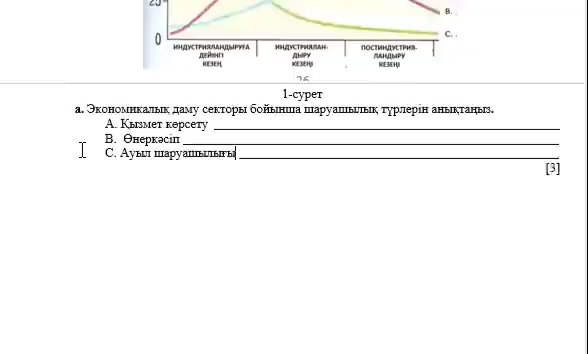 25
B.
0
C.
ИНДУСТРИЯЛАНДЫРУҒА ДЕЙІНГІ КЕЗЕҢ
ИНДУСТРИЯЛАН-ДЫРУ КЕЗЕҢІ
ПОСТИНДУСТРИЯ-ЛАНДЫРУ КЕЗЕҢІ
1-сурет
a. Экономикалық даму секторы бойынша шаруашылық түрлерін анықтаңыз.
A. Қызмет көрсету
B. Өнеркәсіп
C. Ауыл шаруашылығы
[3]